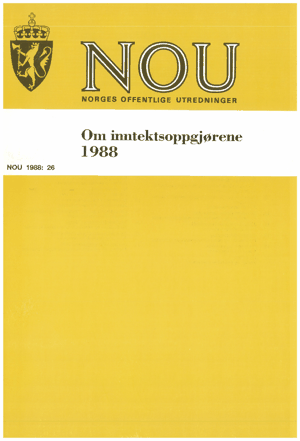 NOU
NORGES OFFENTLIGE UTREDNINGER
Om inntektsoppgjørene
1988
NOU 1988: 26